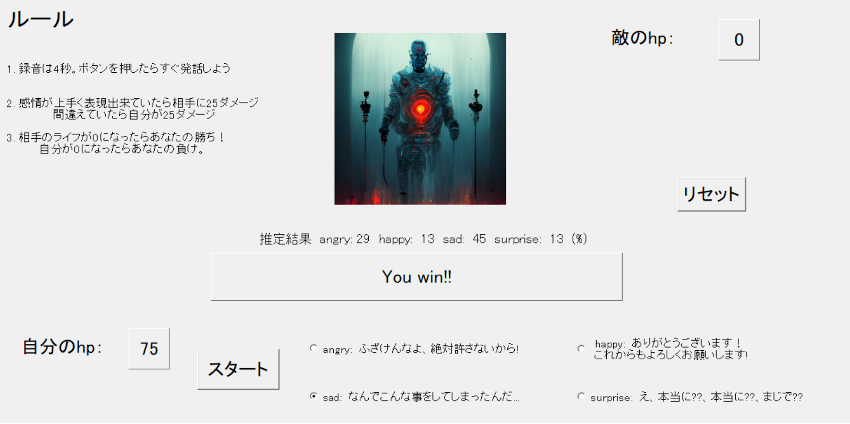 ルール
1. 録音は4秒。ボタンを押したらすぐ発話しよう
2. 感情が上手く表現出来ていたら相手に25ダメージ
間違えていたら自分が25ダメージ
3. 相手のライフが0になったらあなたの勝ち！
自分が0になったらあなたの負け。
敵のhp:
0
リセット
推定結果 angry: 29 happy: 13 sad: 45 surprise: 13 (%)
You win!!
自分のhp:
75
スタート
angry: ふざけんなよ、絶対許さないから!
happy: ありがとうございます！
これからもよろしくお願いします!
sad: なんでこんな事をしてしまったんだ...
surprise: え、本当に??、本当に??、まじで??